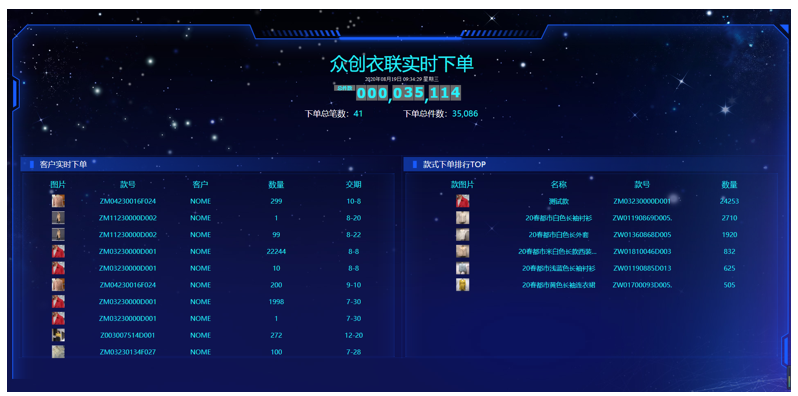 众创衣联实时下单
2020年08月19日 09:34:29 星期三
总件数 000,035,114
下单总笔数: 41 下单总件数: 35,086
客户实时下单
图片 款号 客户 数量 交期
ZM04230016F024 NOME 299 10-8
ZM11230000D002 NOME 1 8-20
ZM11230000D002 NOME 99 8-22
ZM03230000D001 NOME 22244 8-8
ZM03230000D001 NOME 10 8-8
ZM04230016F024 NOME 200 9-10
ZM03230000D001 NOME 1998 7-30
ZM03230000D001 NOME 1 7-30
Z003007514D001 NOME 272 12-20
ZM03230134F027 NOME 100 7-28
款式下单排行TOP
款图片 名称 款号 数量
测试款 ZM03230000D001 24253
20春都市白色长袖衬衫 ZW01190869D005. 2710
20春都市白色长外套 ZW01360868D005 1920
20春都市米白色长款西装... ZW01810046D003 832
20春都市浅蓝色长袖衬衫 ZW01190885D013 625
20春都市黄色长袖连衣裙 ZW01700093D005. 505